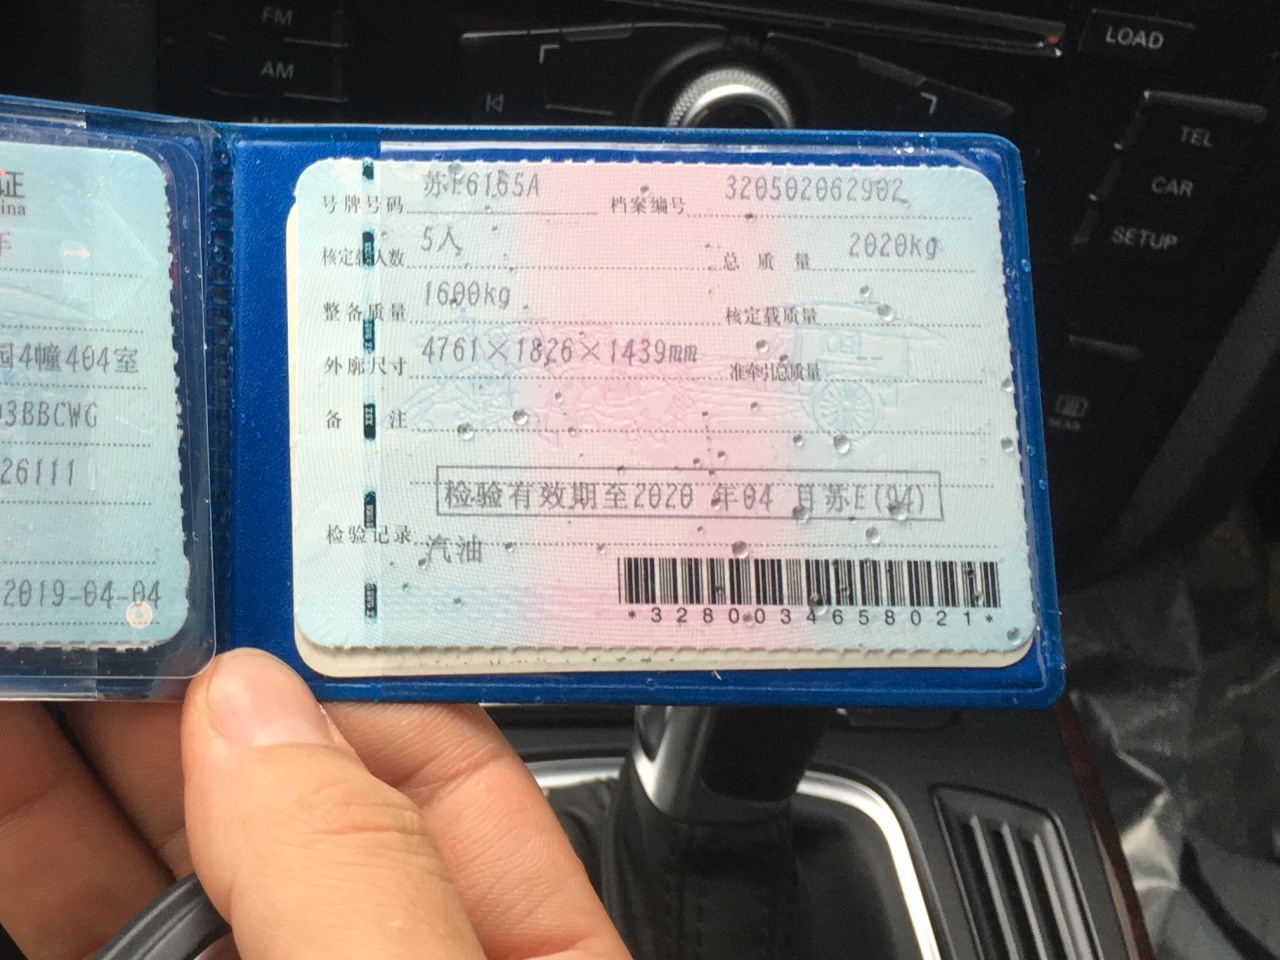 FM
AM
LOAD
TEL
CAR
SETUP
证
ina
园4幢404室
3BBCWG
26111
2019-04-04
号牌号码 苏E6165A 档案编号 320502062902
核定载人数 5人 总质量 2020kg
整备质量 1600kg 核定载质量
外廓尺寸 4761×1826×1439mm 准牵引总质量
备注
检验有效期至2020 年04 月苏E(94)
检验记录 汽油
*3280034658021*